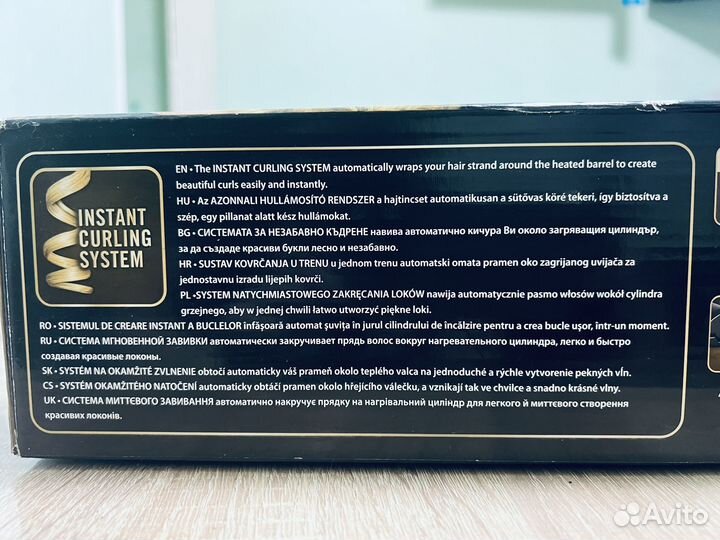 INSTANT
CURLING
SYSTEM
EN • The INSTANT CURLING SYSTEM automatically wraps your hair strand around the heated barrel to create
beautiful curls easily and instantly.
HU • Az AZONNALI HULLÁMOSÍTÓ RENDSZER a hajtincset automatikusan a sütővas köré tekeri, így biztosítva a
szép, egy pillanat alatt kész hullámokat.
BG • СИСТЕМАТА ЗА НЕЗАБАВНО КЪДРЕНЕ навива автоматично кичура Ви около загряващия цилиндър,
за да създаде красиви букли лесно и незабавно.
HR • SUSTAV KOVRČANJA U TRENU u jednom trenu automatski omata pramen oko zagrijanog uvijača za
jednostavnu izradu lijepih kovrči.
PL •SYSTEM NATYCHMIASTOWEGO ZAKRĘCANIA LOKÓW nawija automatycznie pasmo włosów wokół cylindra
grzejnego, aby w jednej chwili łatwo utworzyć piękne loki.
RO • SISTEMUL DE CREARE INSTANT A BUCLELOR înfășoară automat șuvița în jurul cilindrului de încălzire pentru a crea bucle ușor, într-un moment.
RU • СИСТЕМА МГНОВЕННОЙ ЗАВИВКИ автоматически закручивает прядь волос вокруг нагревательного цилиндра, легко и быстро
создавая красивые локоны.
SK • SYSTÉM NA OKAMŽITÉ ZVLNENIE obtočí automaticky váš prameň okolo teplého valca na jednoduché a rýchle vytvorenie pekných vĺn.
CS • SYSTÉM OKAMŽITÉHO NATOČENÍ automaticky obtáčí pramen okolo hřejícího válečku, a vznikají tak ve chvilce a snadno krásné vlny.
UK • СИСТЕМА МИТТЄВОГО ЗАВИВАННЯ автоматично накручує прядку на нагрівальний циліндр для легкого й миттєвого створення
красивих локонів.
Avito